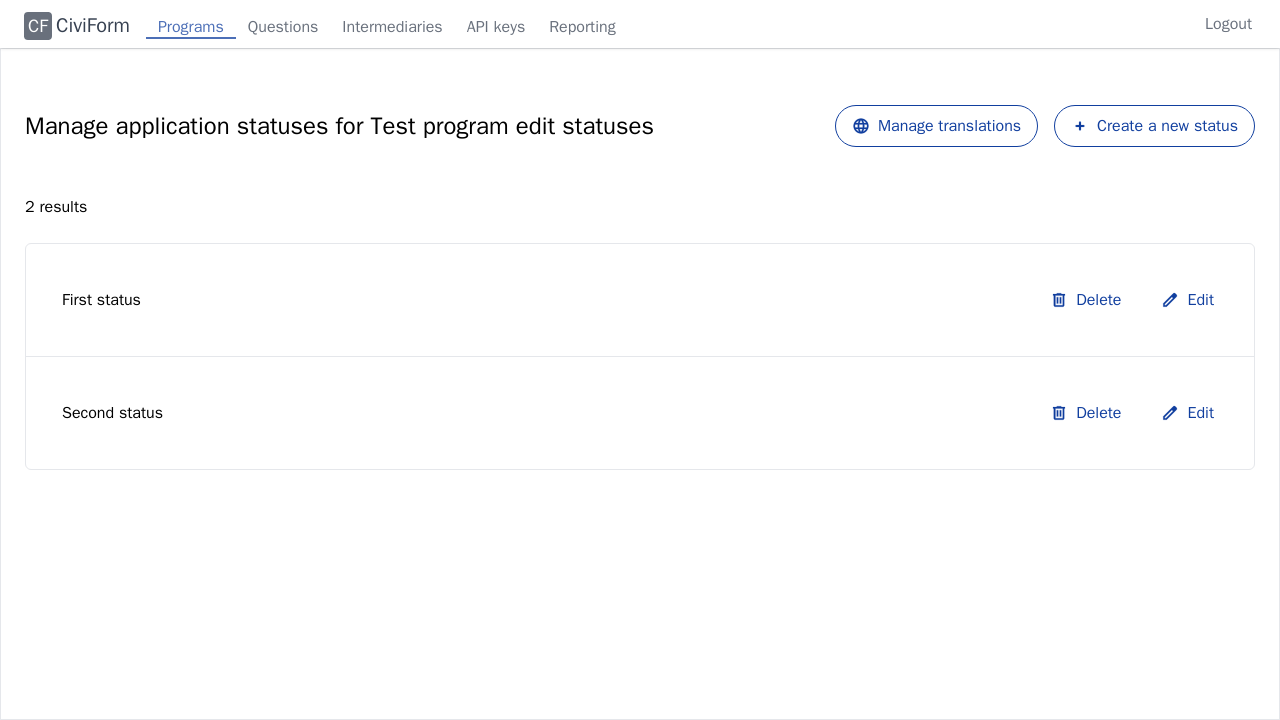 CF CiviForm Programs Questions Intermediaries API keys Reporting Logout
Manage application statuses for Test program edit statuses Manage translations Create a new status
2 results
First status Delete Edit
Second status Delete Edit